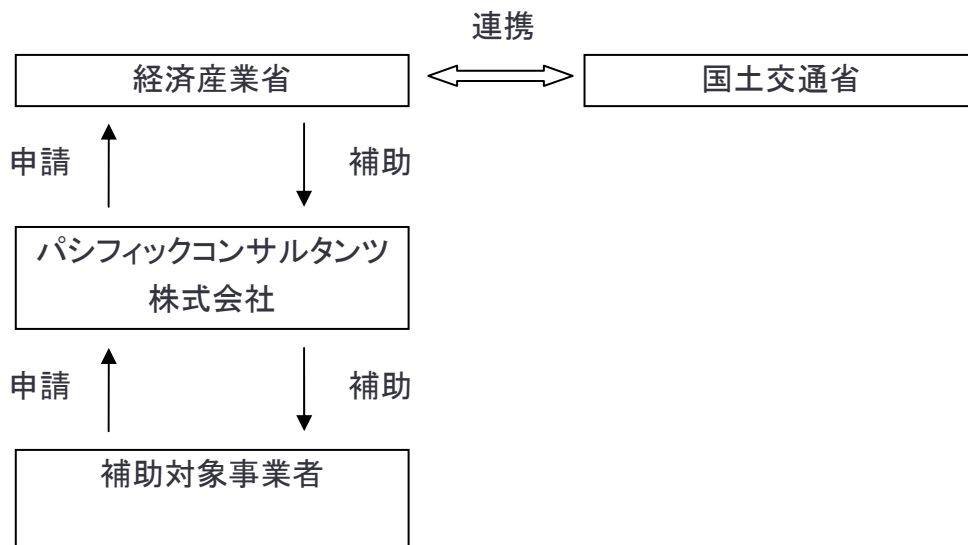 連携
経済産業省
国土交通省
申請
補助
パシフィックコンサルタンツ
株式会社
申請
補助
補助対象事業者